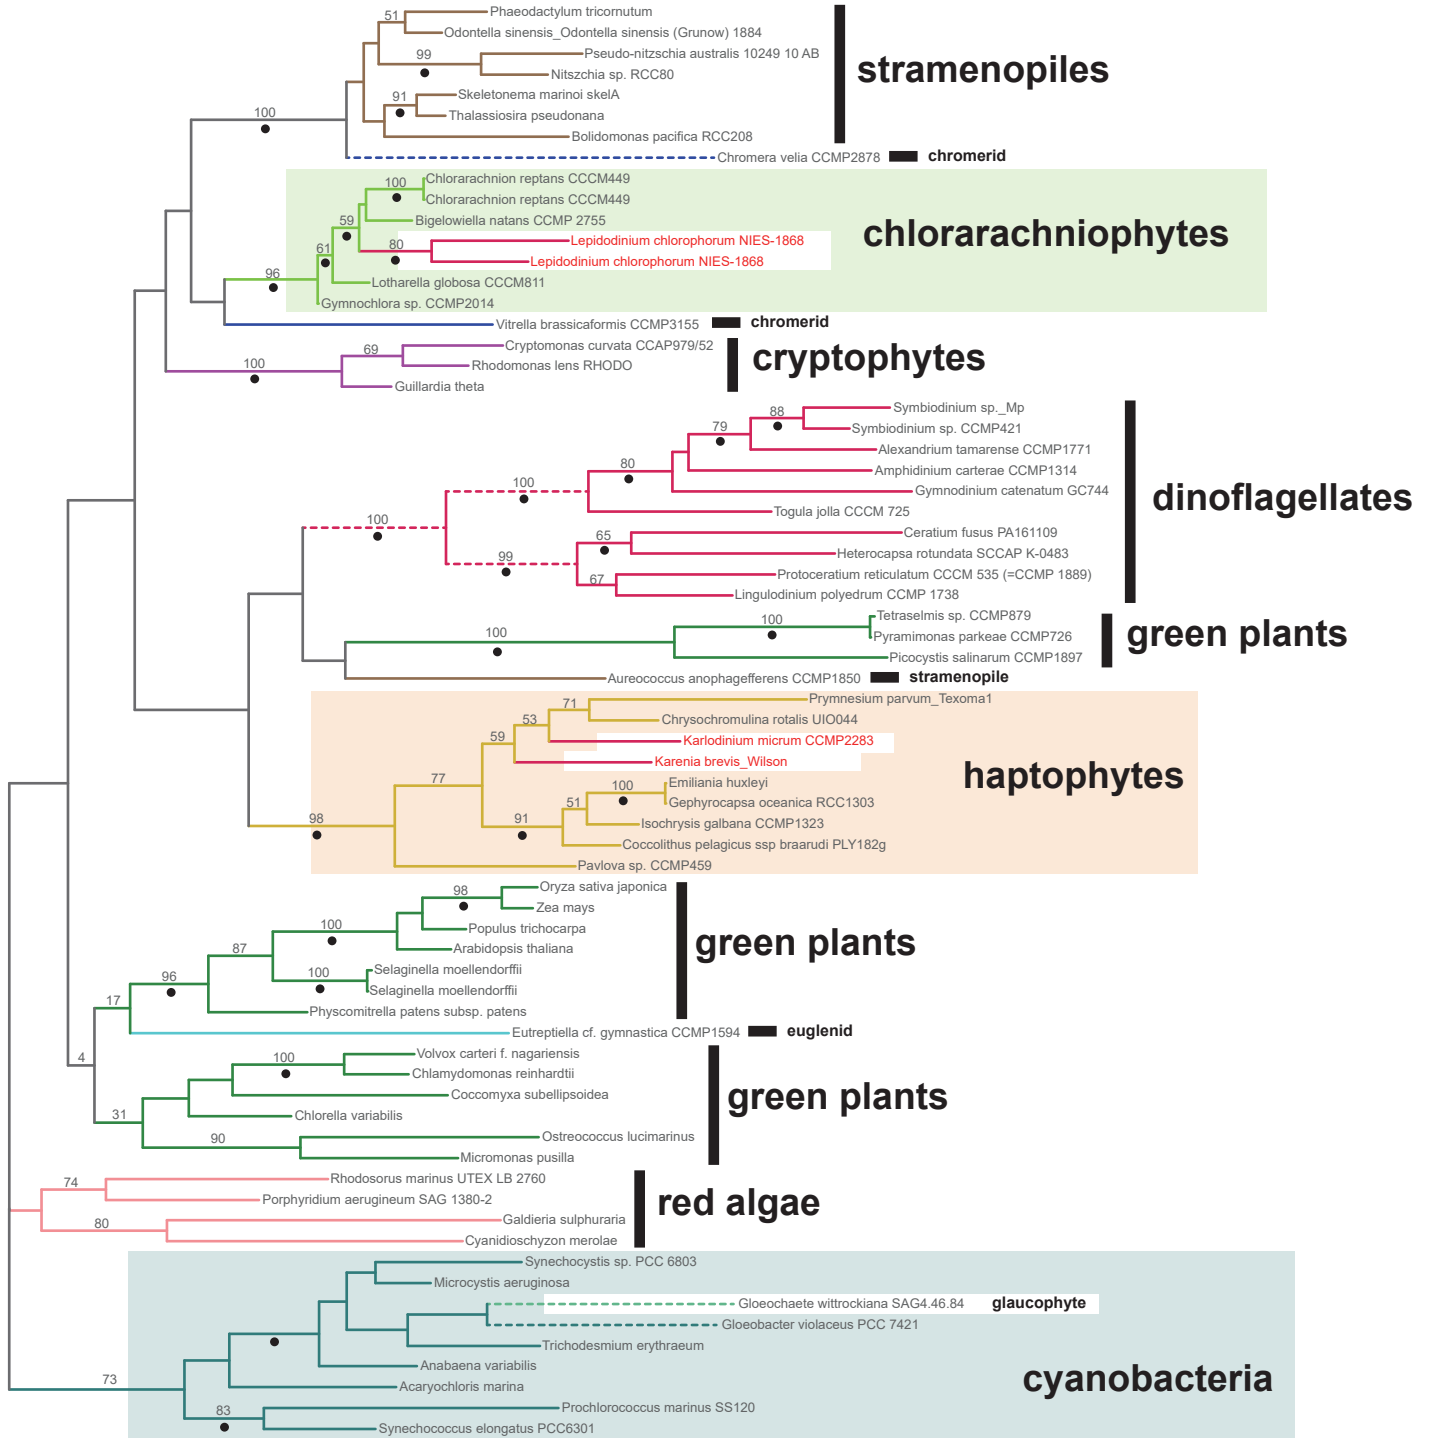 51
Phaeodactylum tricornutum
Odontella sinensis_Odontella sinensis (Grunow) 1884
99
Pseudo-nitzschia australis 10249 10 AB
Nitszchia sp. RCC80
stramenopiles
91
Skeletonema marinoi skelA
Thalassiosira pseudonana
100
Bolidomonas pacifica RCC208
Chromera velia CCMP2878
chromerid
100
Chlorarachnion reptans CCCM449
Chlorarachnion reptans CCCM449
59
Bigelowiella natans CCMP 2755
chlorarachniophytes
61
80
Lepidodinium chlorophorum NIES-1868
Lepidodinium chlorophorum NIES-1868
96
Lotharella globosa CCCM811
Gymnochlora sp. CCMP2014
Vitrella brassicaformis CCMP3155
chromerid
69
Cryptomonas curvata CCAP979/52
100
Rhodomonas lens RHODO
cryptophytes
Guillardia theta
88
Symbiodinium sp._Mp
79
Symbiodinium sp. CCMP421
Alexandrium tamarense CCMP1771
80
Amphidinium carterae CCMP1314
100
Gymnodinium catenatum GC744
dinoflagellates
100
Togula jolla CCCM 725
65
Ceratium fusus PA161109
99
Heterocapsa rotundata SCCAP K-0483
67
Protoceratium reticulatum CCCM 535 (=CCMP 1889)
Lingulodinium polyedrum CCMP 1738
100
100
Tetraselmis sp. CCMP879
Pyramimonas parkeae CCMP726
green plants
Picocystis salinarum CCMP1897
Aureococcus anophagefferens CCMP1850
stramenopile
71
Prymnesium parvum_Texoma1
53
Chrysochromulina rotalis UIO044
59
Karlodinium micrum CCMP2283
Karenia brevis_Wilson
77
100
Emiliania huxleyi
haptophytes
51
Gephyrocapsa oceanica RCC1303
98
91
Isochrysis galbana CCMP1323
Coccolithus pelagicus ssp braarudi PLY182g
Pavlova sp. CCMP459
98
Oryza sativa japonica
Zea mays
100
Populus trichocarpa
green plants
87
Arabidopsis thaliana
96
100
Selaginella moellendorffii
Selaginella moellendorffii
17
Physcomitrella patens subsp. patens
Eutreptiella cf. gymnastica CCMP1594
euglenid
4
100
Volvox carteri f. nagariensis
Chlamydomonas reinhardtii
Coccomyxa subellipsoidea
green plants
31
Chlorella variabilis
90
Ostreococcus lucimarinus
Micromonas pusilla
74
Rhodosorus marinus UTEX LB 2760
Porphyridium aerugineum SAG 1380-2
red algae
80
Galdieria sulphuraria
Cyanidioschyzon merolae
Synechocystis sp. PCC 6803
Microcystis aeruginosa
Gloeochaete wittrockiana SAG4.46.84
glaucophyte
Gloeobacter violaceus PCC 7421
Trichodesmium erythraeum
Anabaena variabilis
73
Acaryochloris marina
cyanobacteria
83
Prochlorococcus marinus SS120
Synechococcus elongatus PCC6301